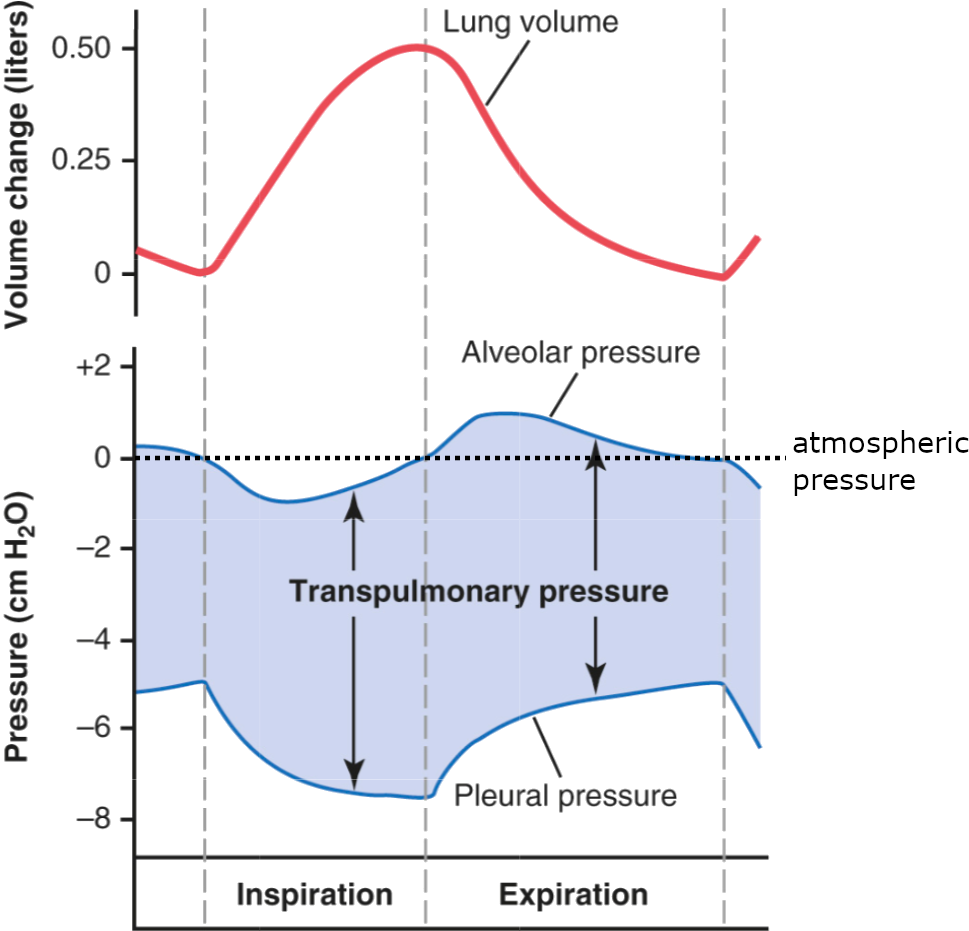 Volume change (liters)
0.50
0.25
0
Lung volume
Pressure (cm H₂O)
+2
0
–2
–4
–6
–8
Alveolar pressure
atmospheric
pressure
Transpulmonary pressure
Pleural pressure
Inspiration
Expiration